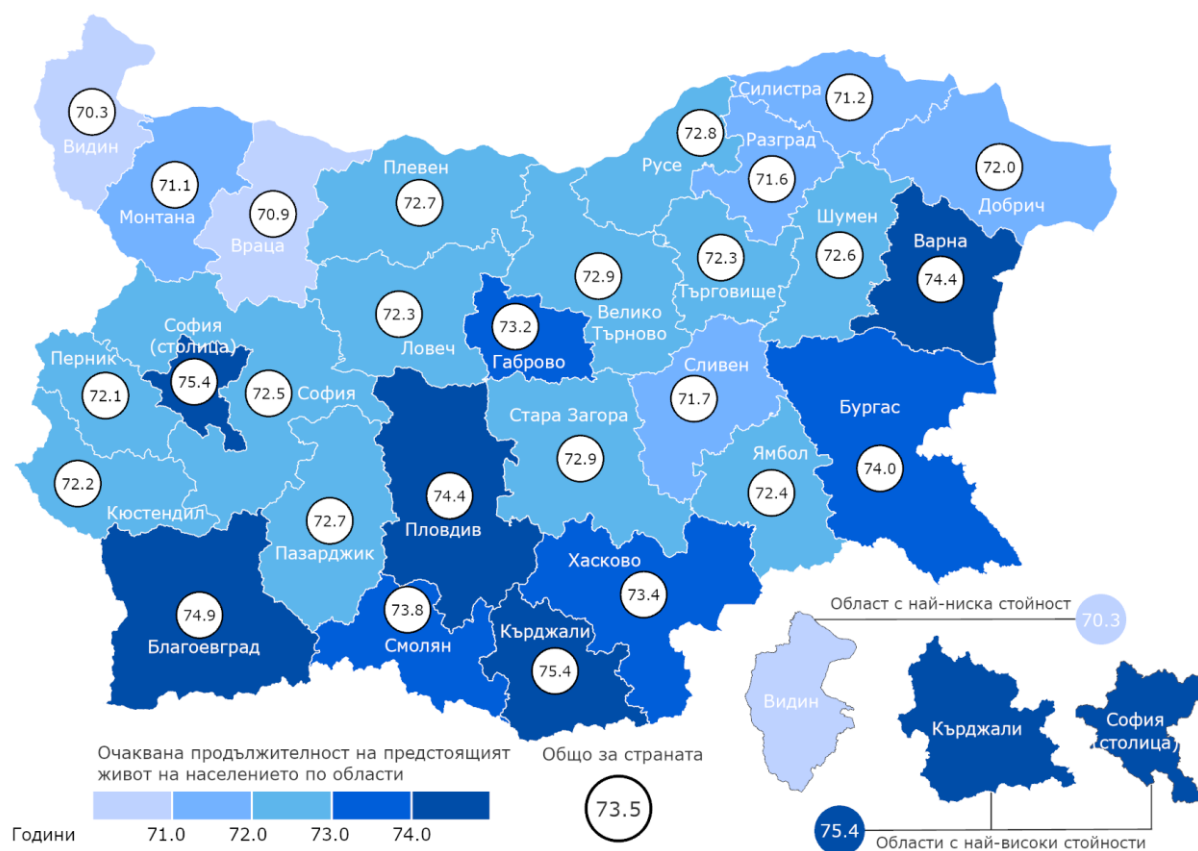 70.3
Видин
71.1
Монтана
70.9
Враца
Плевен
72.7
72.8
Русе
Силистра
71.2
Разград
71.6
72.0
Добрич
Шумен
72.6
Варна
74.4
72.3
Търговище
72.9
Велико
Търново
72.3
Ловеч
73.2
Габрово
София
(столица)
75.4
Перник
72.1
72.5
София
72.2
Кюстендил
Стара Загора
72.9
Сливен
71.7
Бургас
74.0
Ямбол
72.4
72.7
Пазарджик
74.4
Пловдив
Хасково
73.4
74.9
Благоевград
73.8
Смолян
Кърджали
75.4
Област с най-ниска стойност
70.3
Видин
Кърджали
София
(столица)
75.4
Области с най-високи стойности
Очаквана продължителност на предстоящият
живот на населението по области
Години
71.0
72.0
73.0
74.0
Общо за страната
73.5